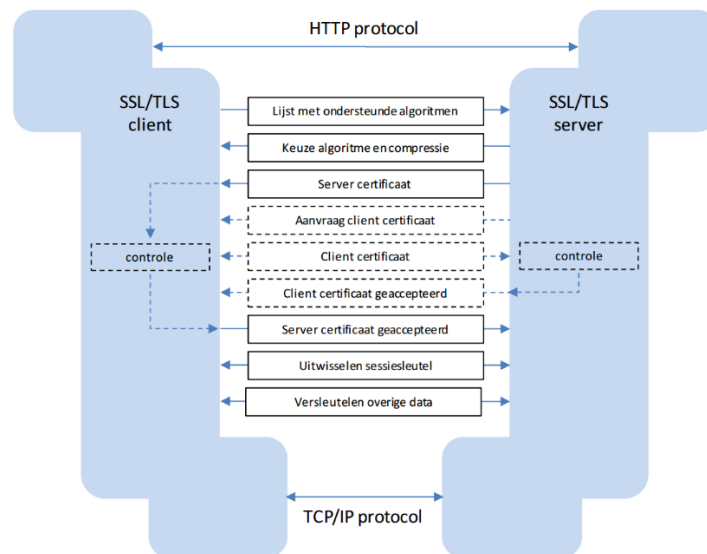 HTTP protocol
SSL/TLS
client
SSL/TLS
server
Lijst met ondersteunde algoritmen
Keuze algoritme en compressie
Server certificaat
Aanvraag client certificaat
controle
Client certificaat
controle
Client certificaat geaccepteerd
Server certificaat geaccepteerd
Uitwisselen sessiesleutel
Versleutelen overige data
TCP/IP protocol